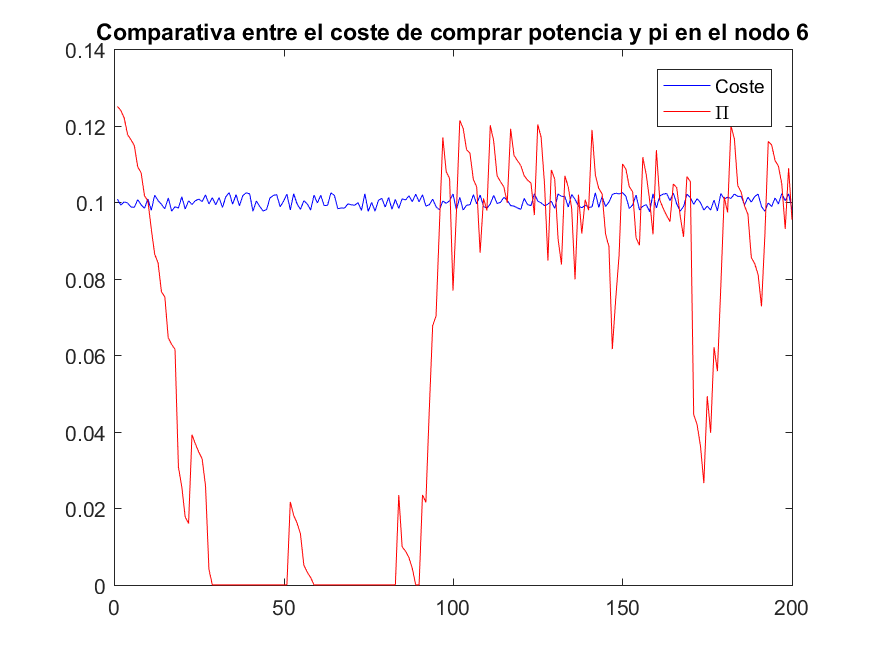 Comparativa entre el coste de comprar potencia y pi en el nodo 6
0.14
0.12
0.1
0.08
0.06
0.04
0.02
0
0 50 100 150 200
Coste
Π